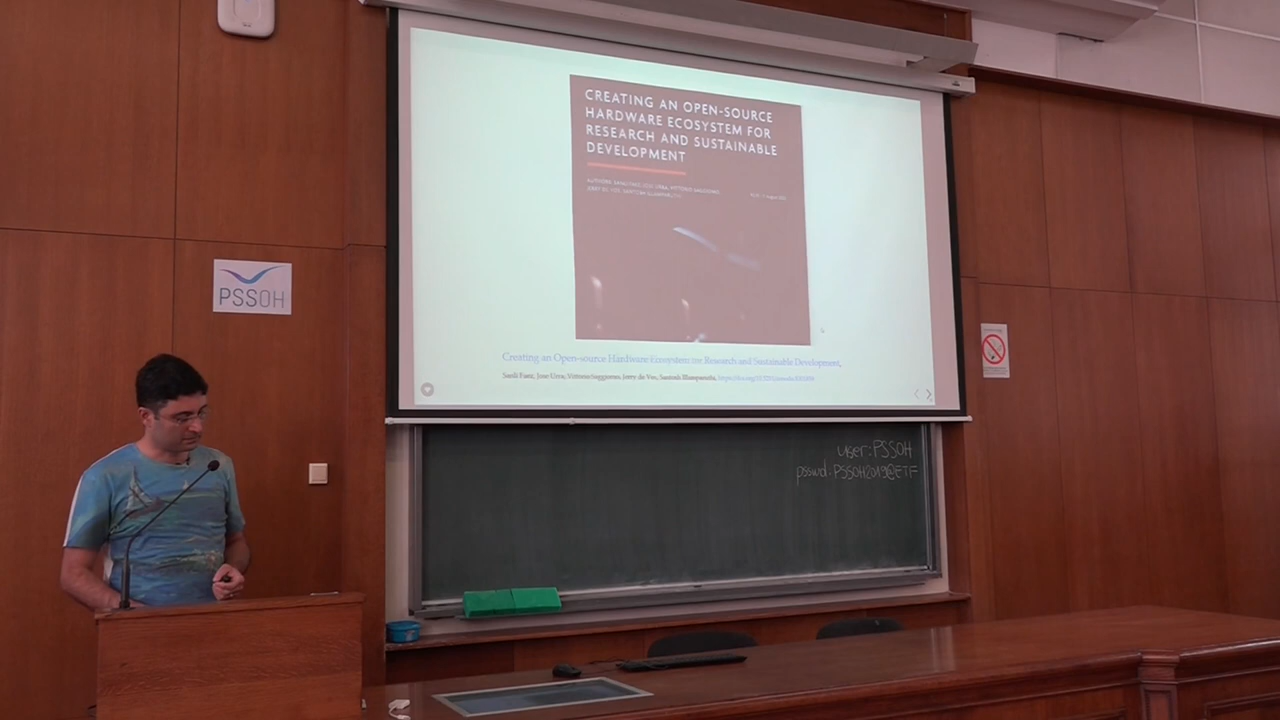 CREATING AN OPEN-SOURCE
HARDWARE ECOSYSTEM FOR
RESEARCH AND SUSTAINABLE
DEVELOPMENT
Creating an Open-source Hardware Ecosystem for Research and Sustainable Development,
PSSOH
user: PSSOH
psswd: PSSOH2019@ETF